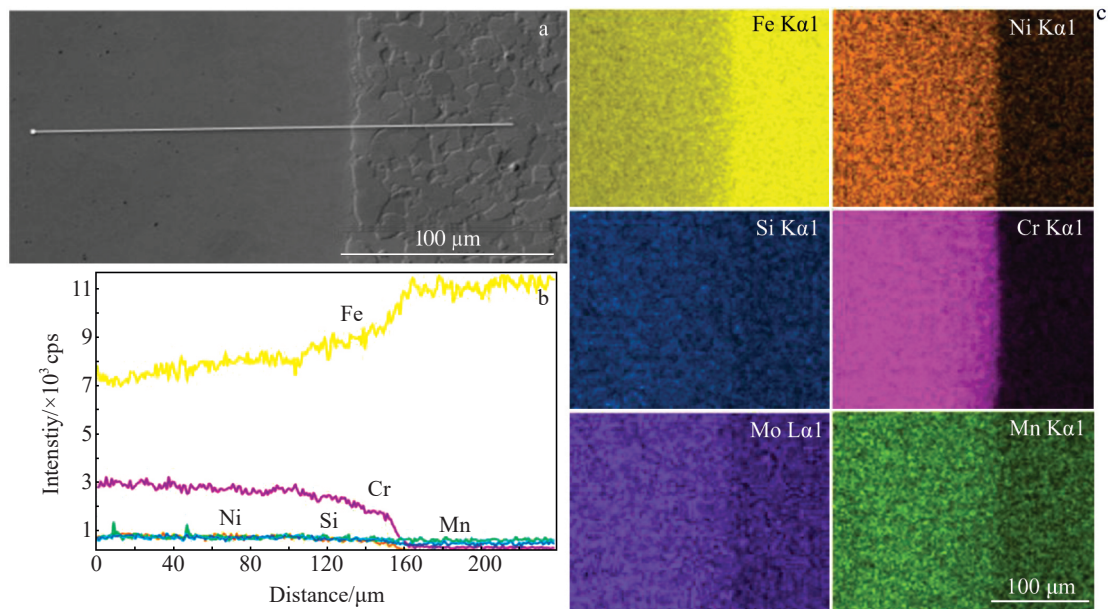 a
100 μm
b
11
9
7
5
3
1
Intenstiy/×10³ cps
Fe
Cr
Ni
Si
Mn
0
40
80
120
160
200
Distance/μm
c
Fe Kα1
Ni Kα1
Si Kα1
Cr Kα1
Mo Lα1
Mn Kα1
100 μm